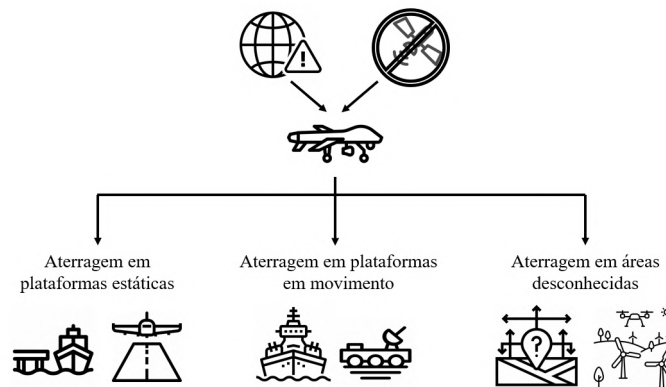 Aterragem em
plataformas estáticas
Aterragem em plataformas
em movimento
Aterragem em áreas
desconhecidas